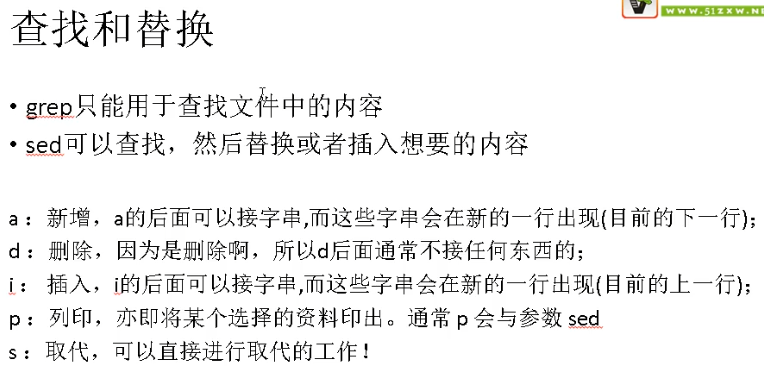 www.51zxw.NE
查找和替换
• grep只能用于查找文件中的内容
• sed可以查找，然后替换或者插入想要的内容
a：新增，a的后面可以接字串,而这些字串会在新的一行出现(目前的下一行)；
d：删除，因为是删除啊，所以d后面通常不接任何东西的；
i： 插入，i的后面可以接字串,而这些字串会在新的一行出现(目前的上一行)；
p：列印，亦即将某个选择的资料印出。通常 p 会与参数 sed
s：取代，可以直接进行取代的工作！